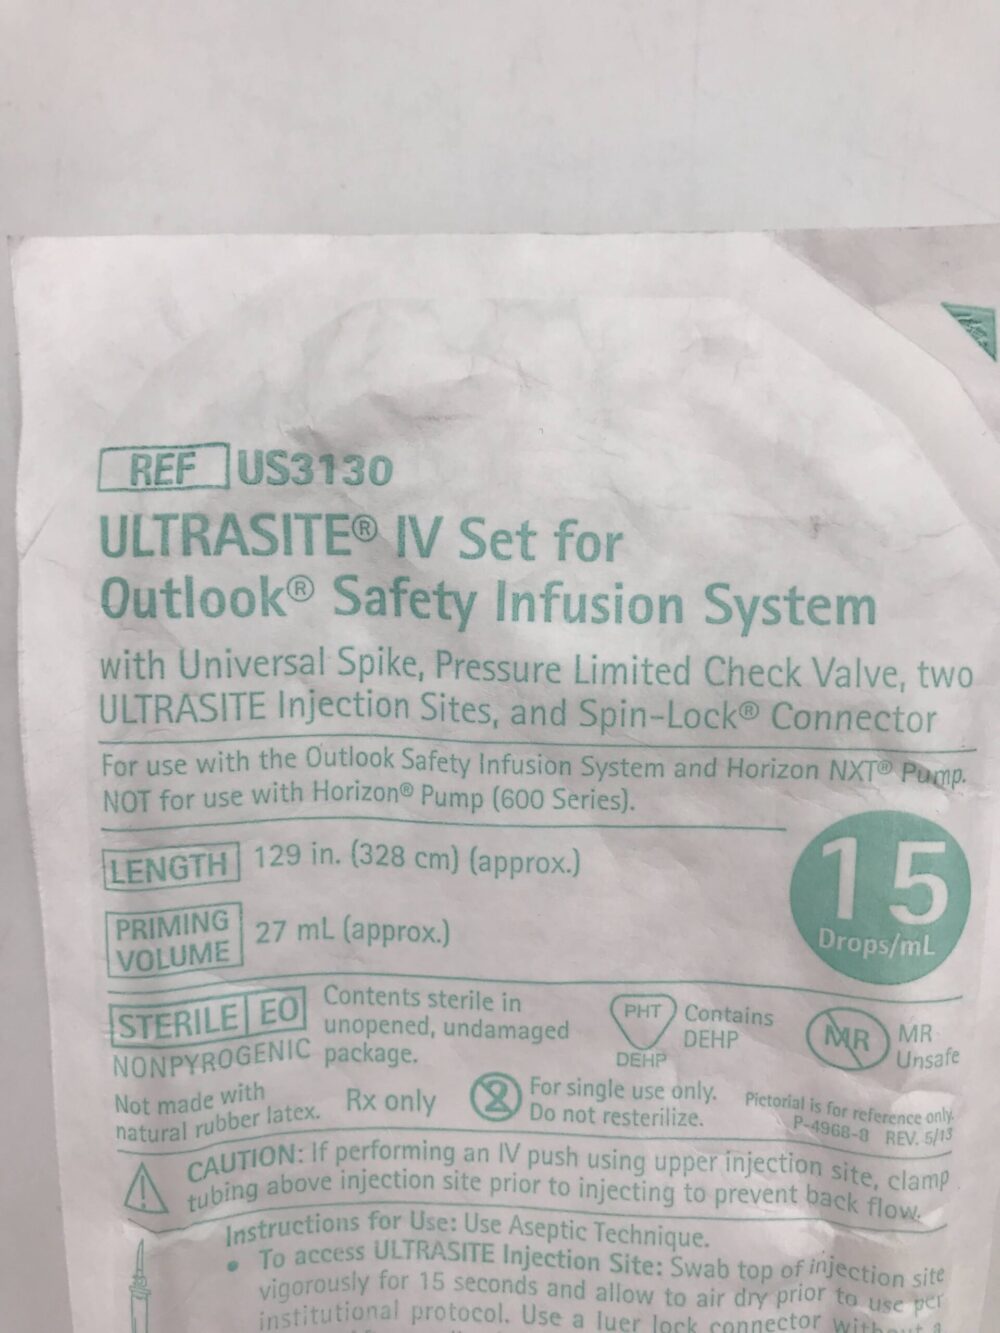 REF US3130
ULTRASITE® IV Set for
Outlook® Safety Infusion System
with Universal Spike, Pressure Limited Check Valve, two
ULTRASITE Injection Sites, and Spin-Lock® Connector
For use with the Outlook Safety Infusion System and Horizon NXT® Pump.
NOT for use with Horizon® Pump (600 Series).
LENGTH 129 in. (328 cm) (approx.)
PRIMING
VOLUME
27 mL (approx.)
15
Drops/mL
STERILE EO
NONPYROGENIC
Contents sterile in
unopened, undamaged
package.
PHT
DEHP
Contains
DEHP
MR
MR
Unsafe
Not made with
natural rubber latex.
Rx only
2
For single use only.
Do not resterilize.
Pictorial is for reference only.
P-4968-8 REV. 5/13
CAUTION: If performing an IV push using upper injection site, clamp
tubing above injection site prior to injecting to prevent back flow.
Instructions for Use: Use Aseptic Technique.
• To access ULTRASITE Injection Site: Swab top of injection site
vigorously for 15 seconds and allow to air dry prior to use per
institutional protocol. Use a luer lock connector without a